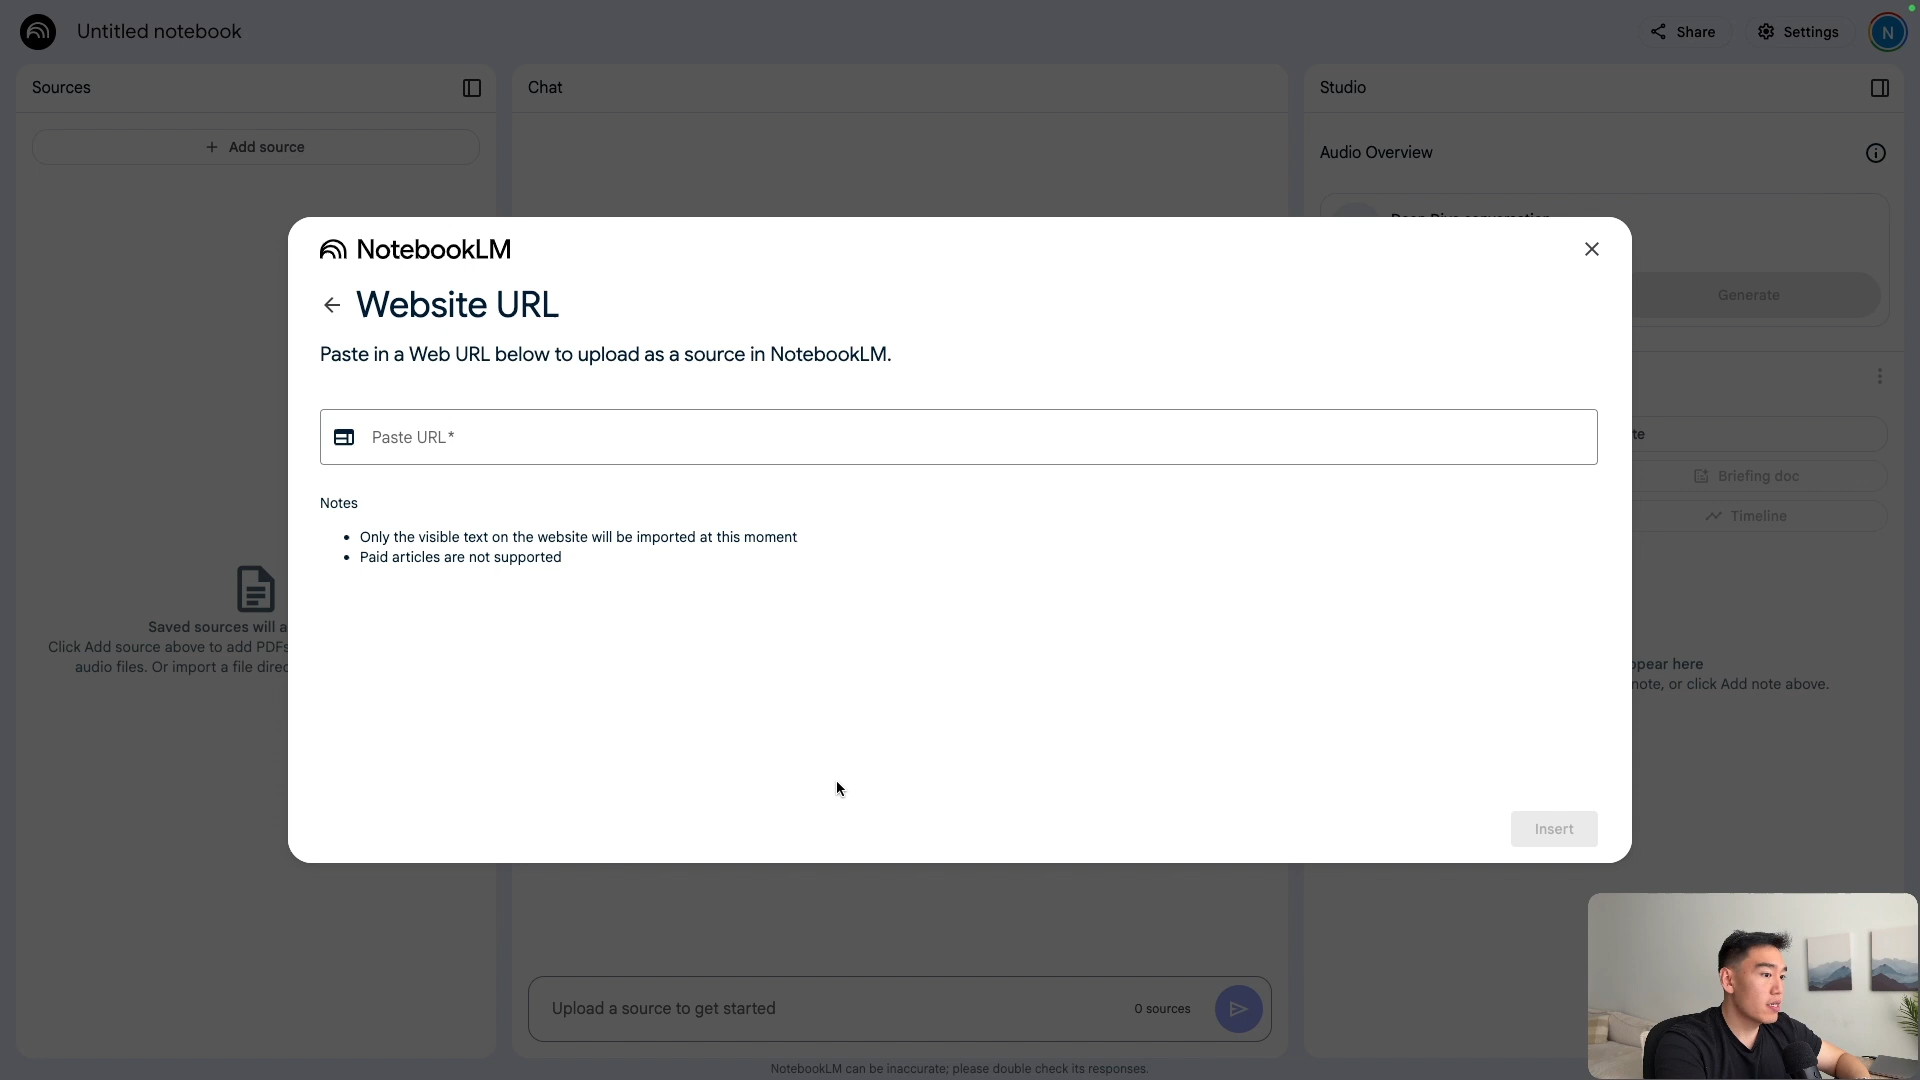 Untitled notebook
Share
Settings
N
Sources
Chat
Studio
+ Add source
Audio Overview
NotebookLM
Website URL
Generate
Paste in a Web URL below to upload as a source in NotebookLM.
Paste URL*
Briefing doc
Notes
Timeline
• Only the visible text on the website will be imported at this moment
• Paid articles are not supported
Saved sources will a
Click Add source above to add PDFs
audio files. Or import a file direc
ppear here
note, or click Add note above.
Insert
Upload a source to get started
0 sources
NotebookLM can be inaccurate; please double check its responses.